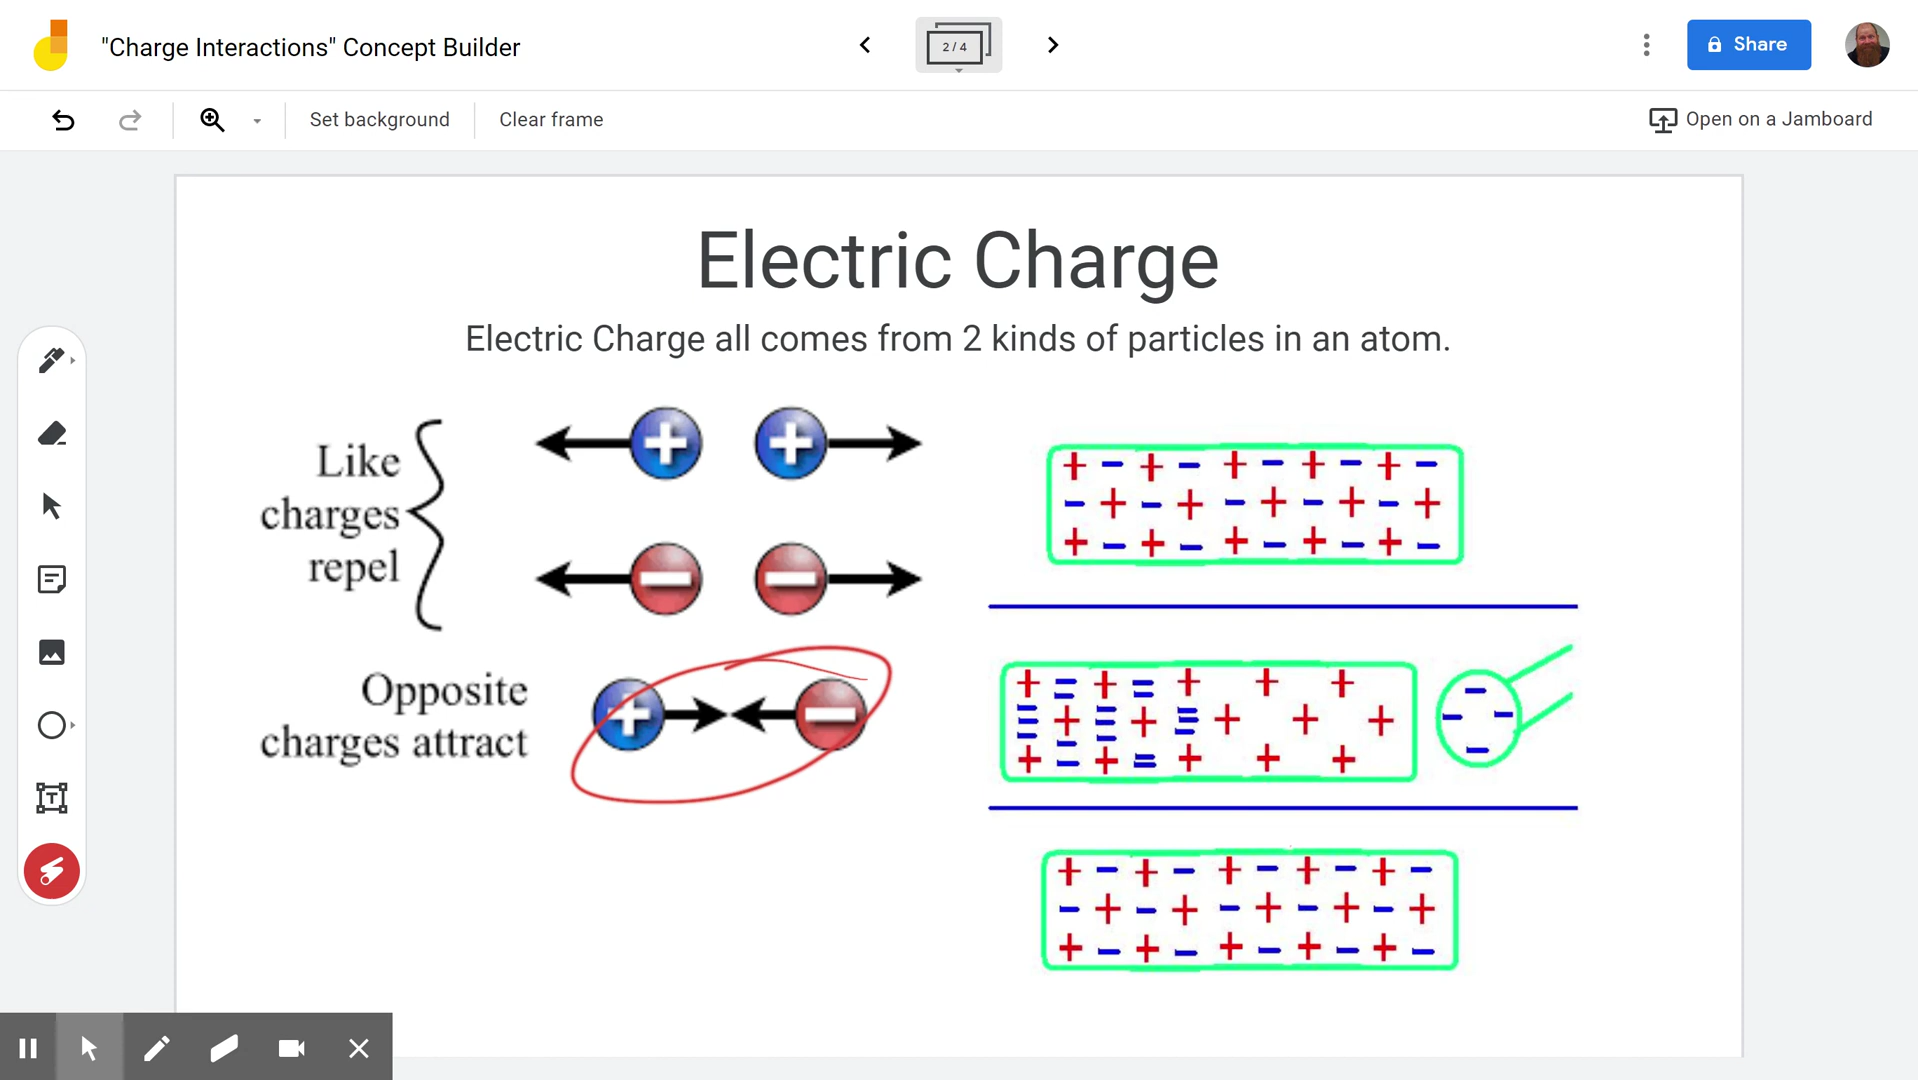 "Charge Interactions" Concept Builder
2 / 4
Share
Set background
Clear frame
Open on a Jamboard
Electric Charge
Electric Charge all comes from 2 kinds of particles in an atom.
Like
charges
repel
Opposite
charges attract